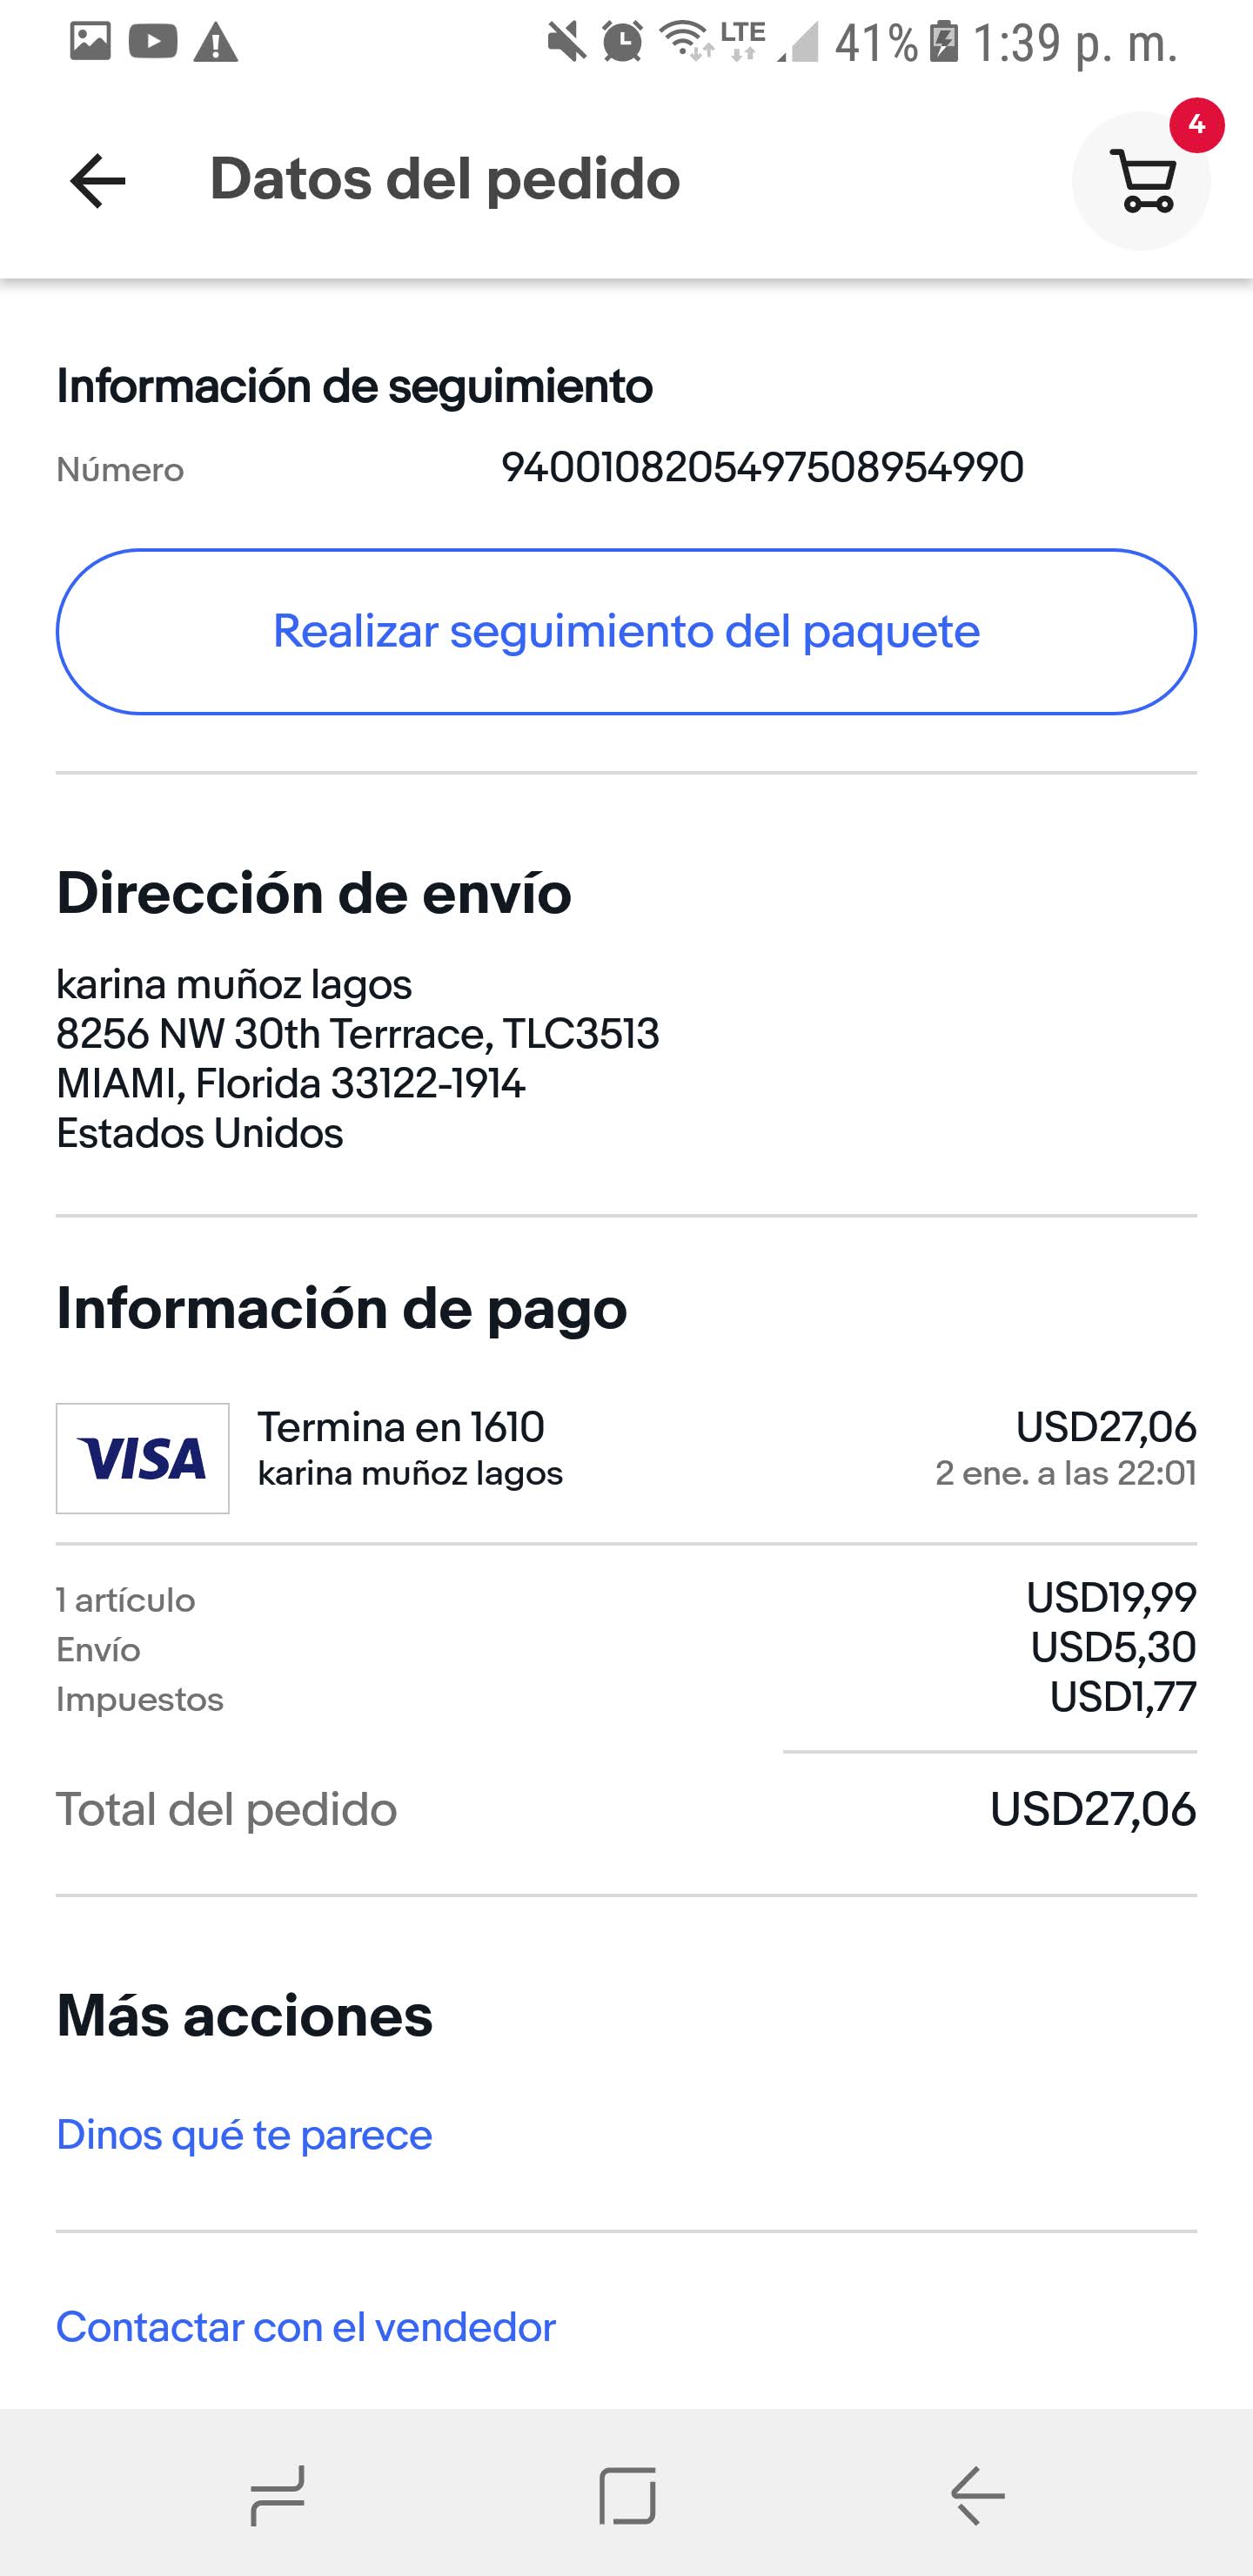 LTE 41% 1:39 p. m.
Datos del pedido
4
Información de seguimiento
Número 9400108205497508954990
Realizar seguimiento del paquete
Dirección de envío
karina muñoz lagos
8256 NW 30th Terrrace, TLC3513
MIAMI, Florida 33122-1914
Estados Unidos
Información de pago
VISA Termina en 1610 USD27,06
karina muñoz lagos 2 ene. a las 22:01
1 artículo USD19,99
Envío USD5,30
Impuestos USD1,77
Total del pedido USD27,06
Más acciones
Dinos qué te parece
Contactar con el vendedor